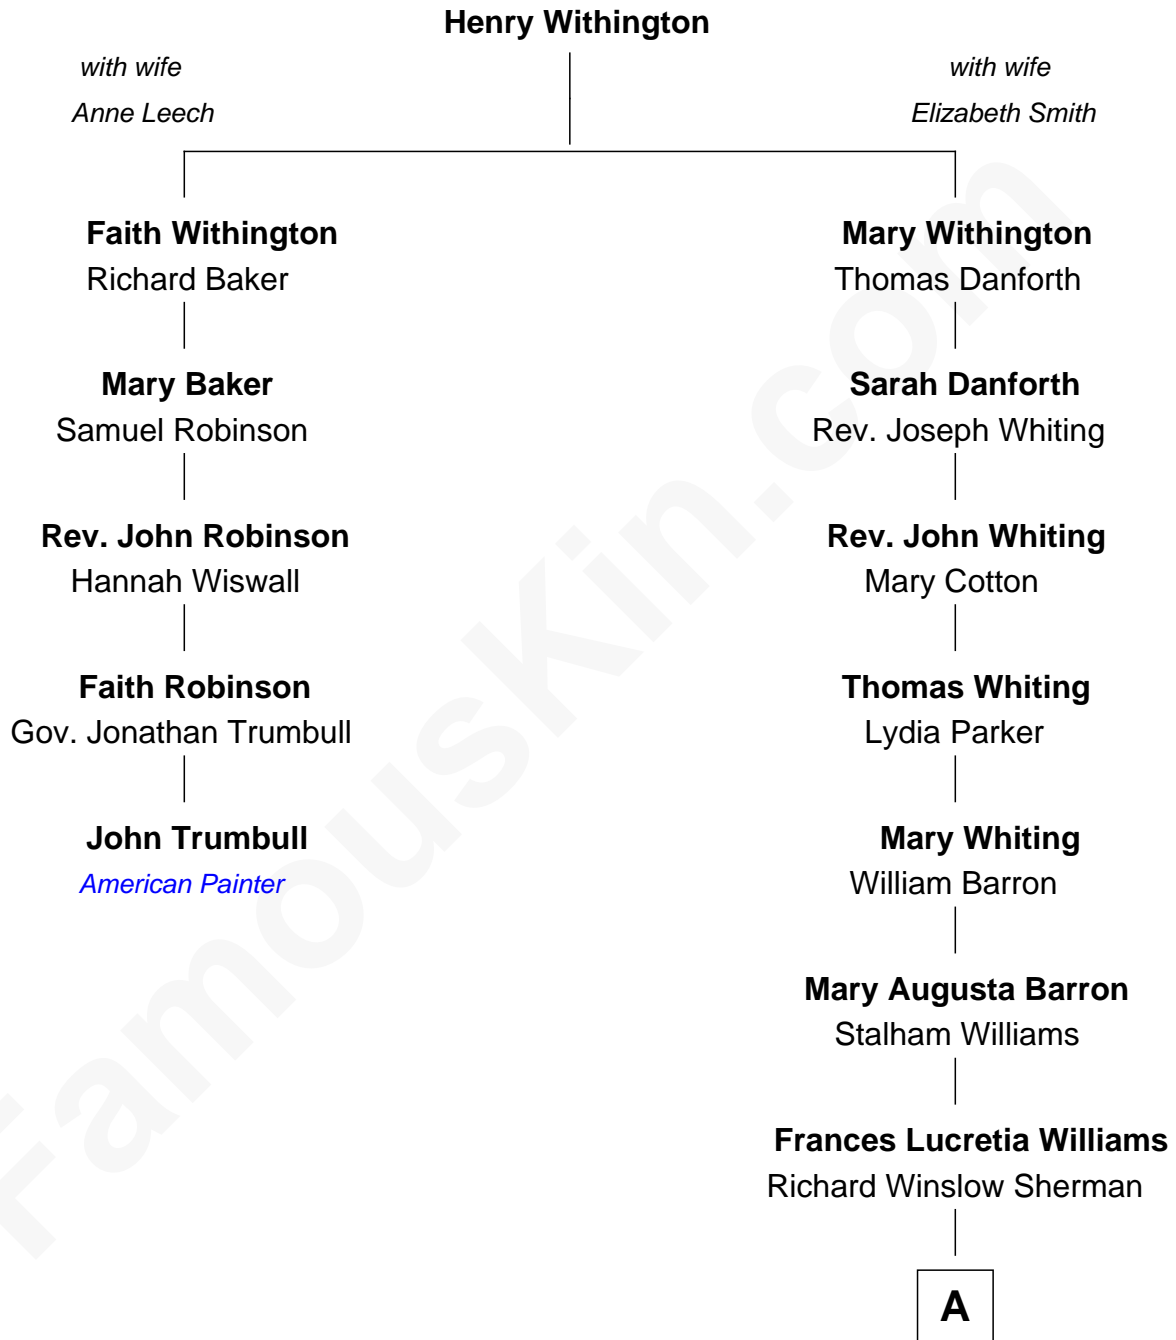 Henry Withington
with wife
Anne Leech
with wife
Elizabeth Smith
Faith Withington
Richard Baker
Mary Withington
Thomas Danforth
Mary Baker
Samuel Robinson
Sarah Danforth
Rev. Joseph Whiting
Rev. John Robinson
Hannah Wiswall
Rev. John Whiting
Mary Cotton
Faith Robinson
Gov. Jonathan Trumbull
Thomas Whiting
Lydia Parker
John Trumbull
American Painter
Mary Whiting
William Barron
Mary Augusta Barron
Stalham Williams
Frances Lucretia Williams
Richard Winslow Sherman
A
FamousKin.com